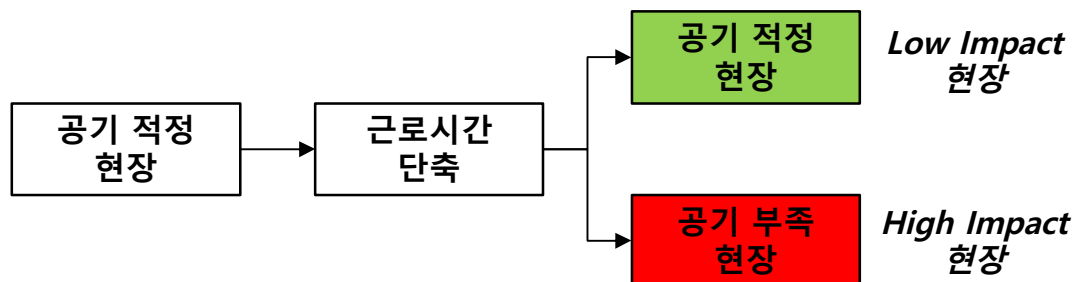 공기 적정
현장
근로시간
단축
공기 적정
현장
Low Impact
현장
공기 부족
현장
High Impact
현장